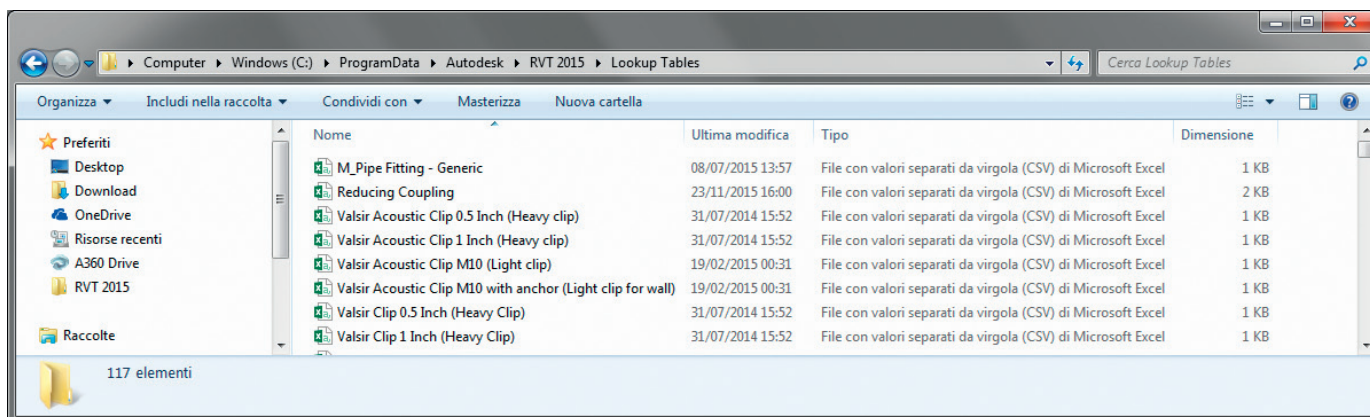 Computer Windows (C:) ProgramData Autodesk RVT 2015 Lookup Tables Cerca Lookup Tables
Organizza Includi nella raccolta Condividi con Masterizza Nuova cartella
Preferiti
Desktop
Download
OneDrive
Risorse recenti
A360 Drive
RVT 2015
Raccolte
Nome Ultima modifica Tipo Dimensione
M_Pipe Fitting - Generic 08/07/2015 13:57 File con valori separati da virgola (CSV) di Microsoft Excel 1 KB
Reducing Coupling 23/11/2015 16:00 File con valori separati da virgola (CSV) di Microsoft Excel 2 KB
Valsir Acoustic Clip 0.5 Inch (Heavy clip) 31/07/2014 15:52 File con valori separati da virgola (CSV) di Microsoft Excel 1 KB
Valsir Acoustic Clip 1 Inch (Heavy clip) 31/07/2014 15:52 File con valori separati da virgola (CSV) di Microsoft Excel 1 KB
Valsir Acoustic Clip M10 (Light clip) 19/02/2015 00:31 File con valori separati da virgola (CSV) di Microsoft Excel 1 KB
Valsir Acoustic Clip M10 with anchor (Light clip for wall) 19/02/2015 00:31 File con valori separati da virgola (CSV) di Microsoft Excel 1 KB
Valsir Clip 0.5 Inch (Heavy Clip) 31/07/2014 15:52 File con valori separati da virgola (CSV) di Microsoft Excel 1 KB
Valsir Clip 1 Inch (Heavy Clip) 31/07/2014 15:52 File con valori separati da virgola (CSV) di Microsoft Excel 1 KB
117 elementi